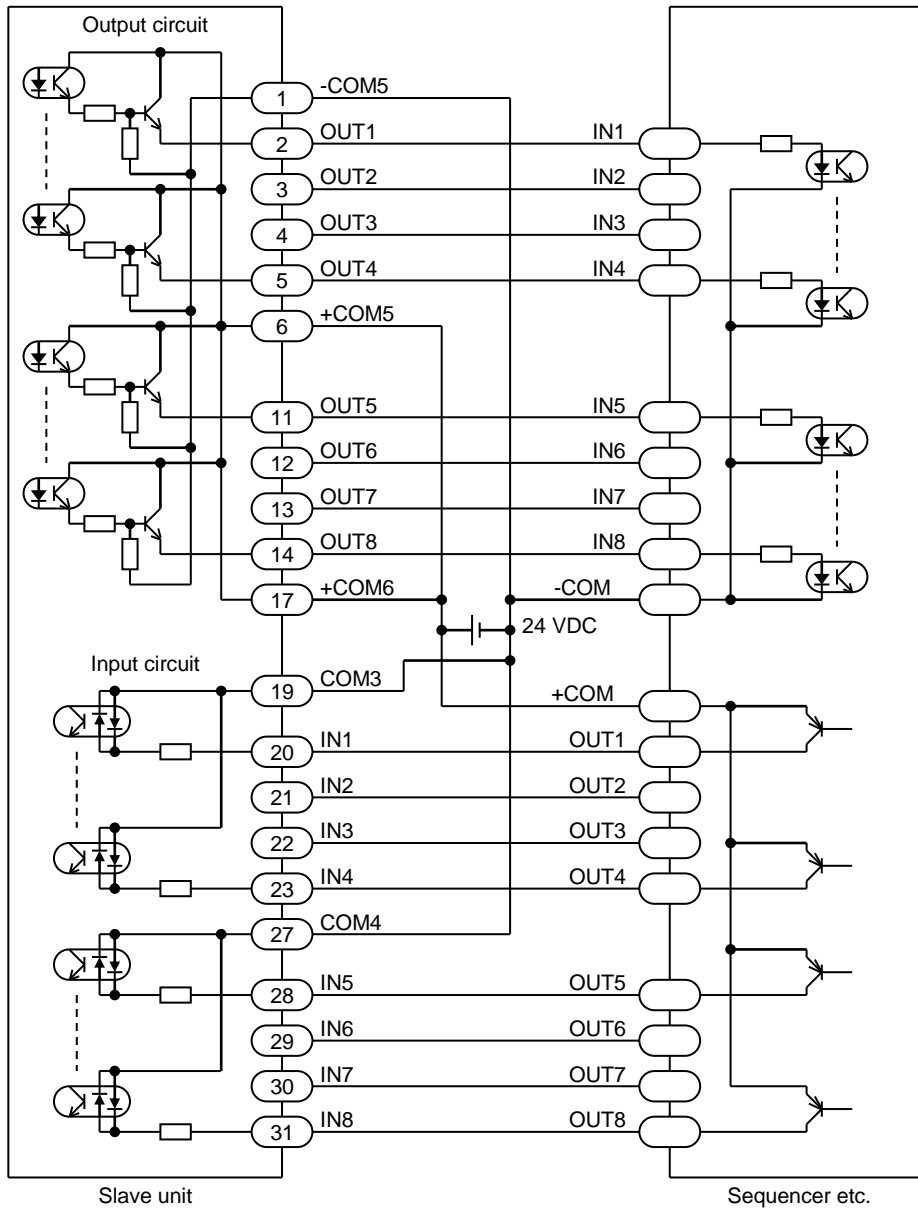 Output circuit
1 -COM5
2 OUT1 IN1
3 OUT2 IN2
4 OUT3 IN3
5 OUT4 IN4
6 +COM5
11 OUT5 IN5
12 OUT6 IN6
13 OUT7 IN7
14 OUT8 IN8
17 +COM6 -COM
24 VDC
Input circuit
19 COM3 +COM
20 IN1 OUT1
21 IN2 OUT2
22 IN3 OUT3
23 IN4 OUT4
27 COM4
28 IN5 OUT5
29 IN6 OUT6
30 IN7 OUT7
31 IN8 OUT8
Slave unit Sequencer etc.